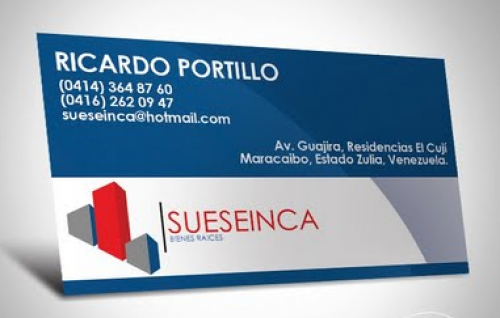 RICARDO PORTILLO
(0414) 364 87 60
(0416) 262 09 47
sueseinca@hotmail.com
Av. Guajira, Residencias El Cují
Maracaibo, Estado Zulia, Venezuela.
SUESEINCA
BIENES RAICES